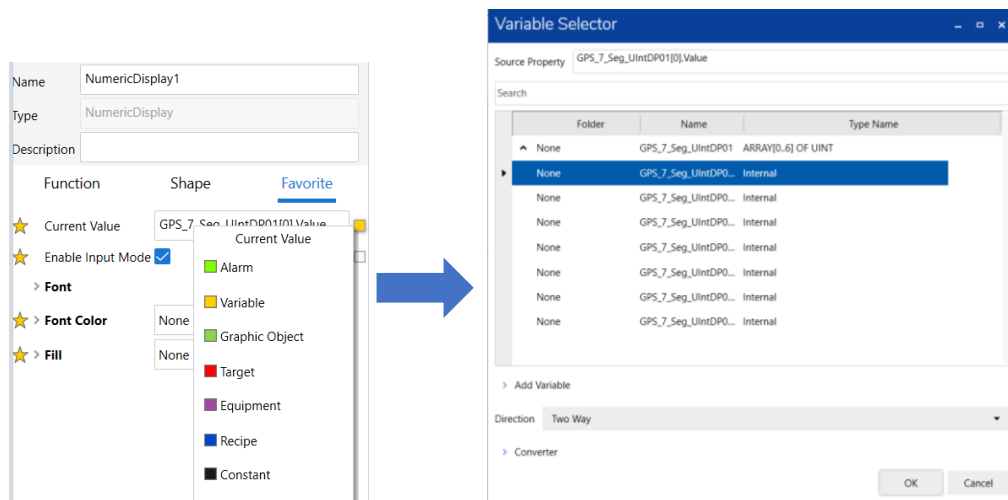 Name NumericDisplay1
Type NumericDisplay
Description
Function Shape Favorite
Current Value GPS_7_Seg_UIntDP01[0].Value
Enable Input Mode
Font
Font Color None
Fill None
Current Value
Alarm
Variable
Graphic Object
Target
Equipment
Recipe
Constant
Variable Selector
Source Property GPS_7_Seg_UIntDP01[0].Value
Search
Folder Name Type Name
None GPS_7_Seg_UIntDP01 ARRAY[0..6] OF UINT
None GPS_7_Seg_UIntDP0... Internal
None GPS_7_Seg_UIntDP0... Internal
None GPS_7_Seg_UIntDP0... Internal
None GPS_7_Seg_UIntDP0... Internal
None GPS_7_Seg_UIntDP0... Internal
None GPS_7_Seg_UIntDP0... Internal
None GPS_7_Seg_UIntDP0... Internal
Add Variable
Direction Two Way
Converter
OK Cancel